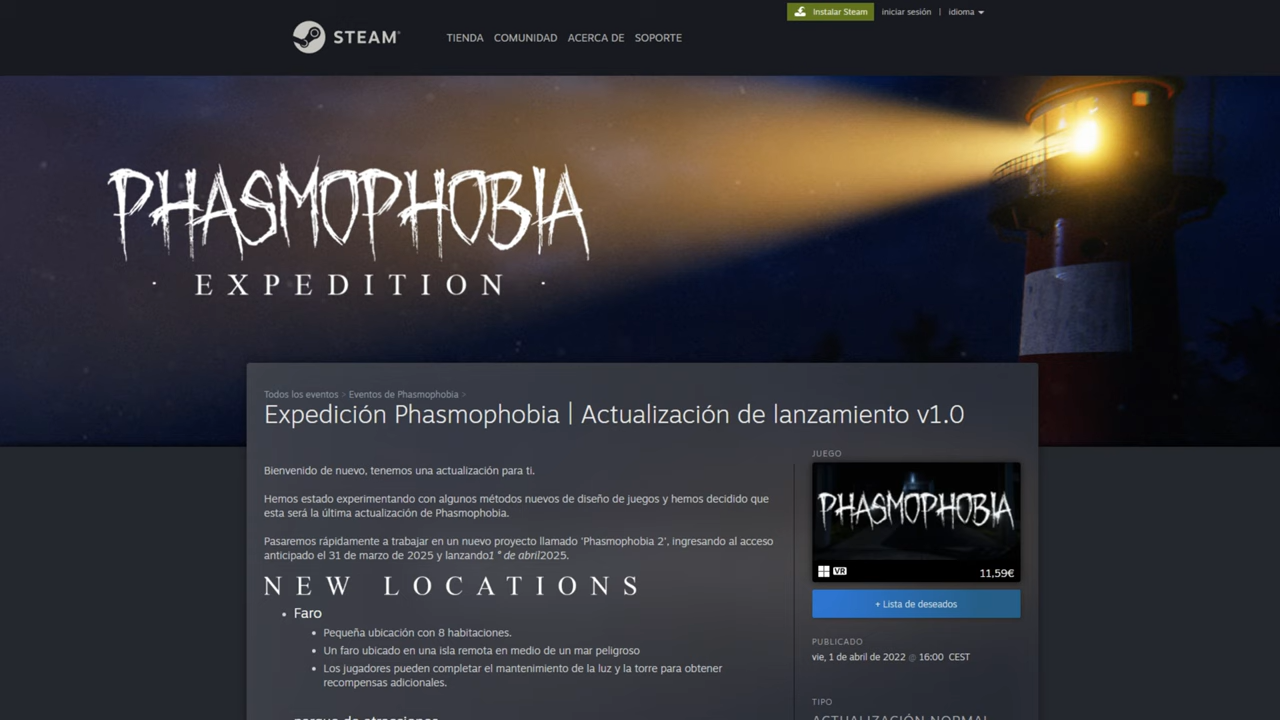 Instalar Steam
iniciar sesión | idioma
STEAM®
TIENDA COMUNIDAD ACERCA DE SOPORTE
PHASMOPHOBIA
· EXPEDITION ·
Todos los eventos > Eventos de Phasmophobia >
Expedición Phasmophobia | Actualización de lanzamiento v1.0
Bienvenido de nuevo, tenemos una actualización para ti.
Hemos estado experimentando con algunos métodos nuevos de diseño de juegos y hemos decidido que
esta será la última actualización de Phasmophobia.
Pasaremos rápidamente a trabajar en un nuevo proyecto llamado 'Phasmophobia 2', ingresando al acceso
anticipado el 31 de marzo de 2025 y lanzando1 ° de abril2025.
NEW LOCATIONS
• Faro
• Pequeña ubicación con 8 habitaciones.
• Un faro ubicado en una isla remota en medio de un mar peligroso
• Los jugadores pueden completar el mantenimiento de la luz y la torre para obtener
recompensas adicionales.
parque de atracciones
JUEGO
PHASMOPHOBIA
VR
11,59€
+ Lista de deseados
PUBLICADO
vie, 1 de abril de 2022 @ 16:00 CEST
TIPO
ACTUALIZACIÓN NORMAL